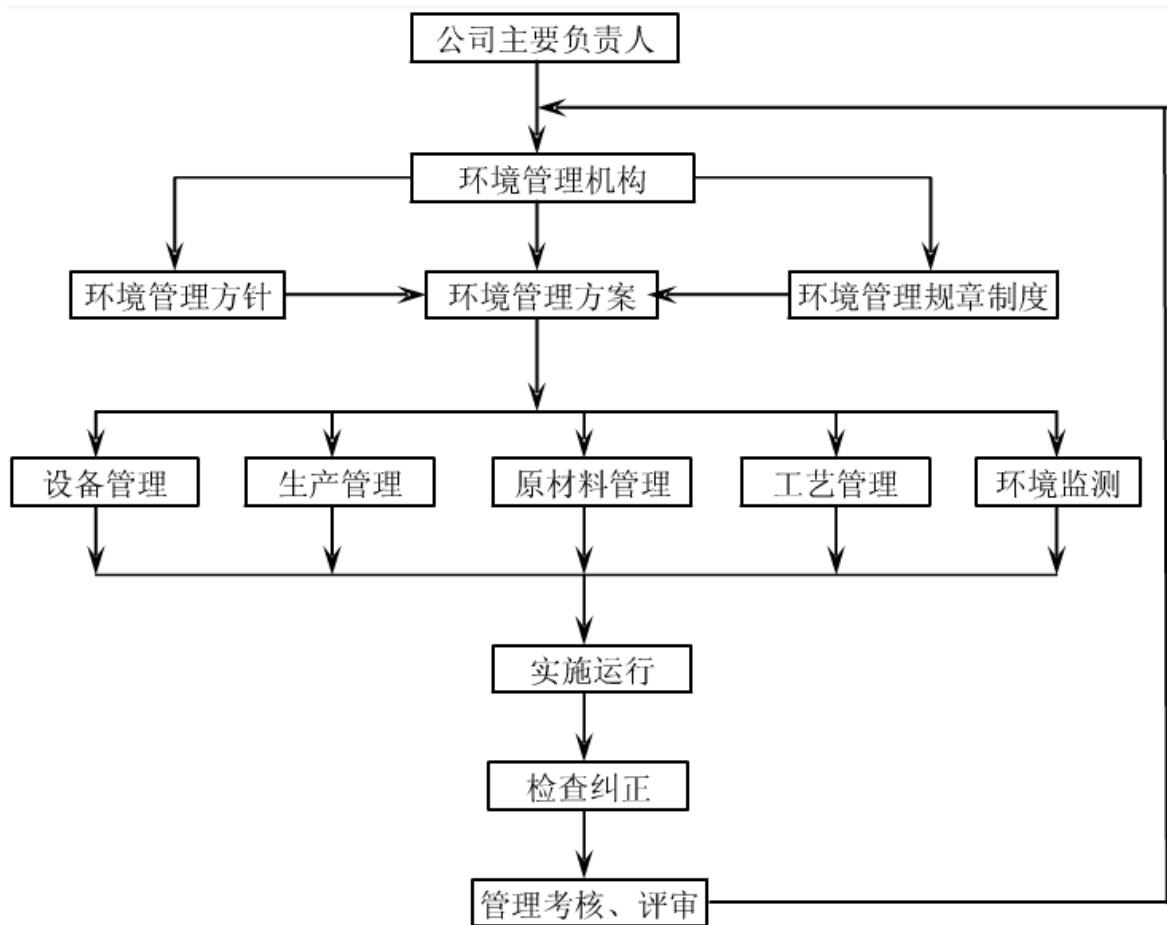 公司主要负责人
环境管理机构
环境管理方针
环境管理方案
环境管理规章制度
设备管理
生产管理
原材料管理
工艺管理
环境监测
实施运行
检查纠正
管理考核、评审